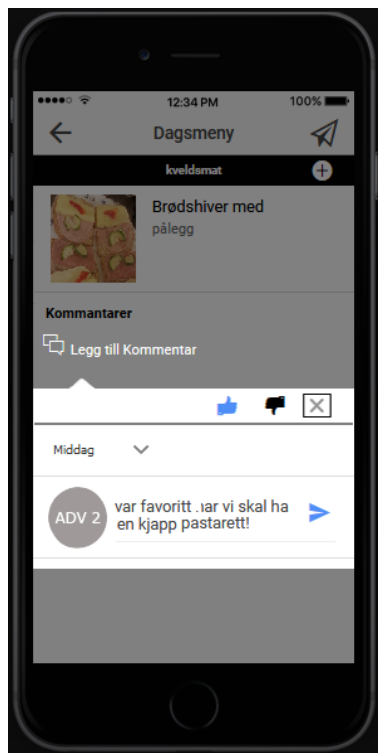 12:34 PM
100%
Dagsmeny
kveldsmat
Brødshiver med
pålegg
Kommantarer
Legg till Kommentar
Middag
ADV 2
var favoritt vi skal ha
en kjapp pastarett!